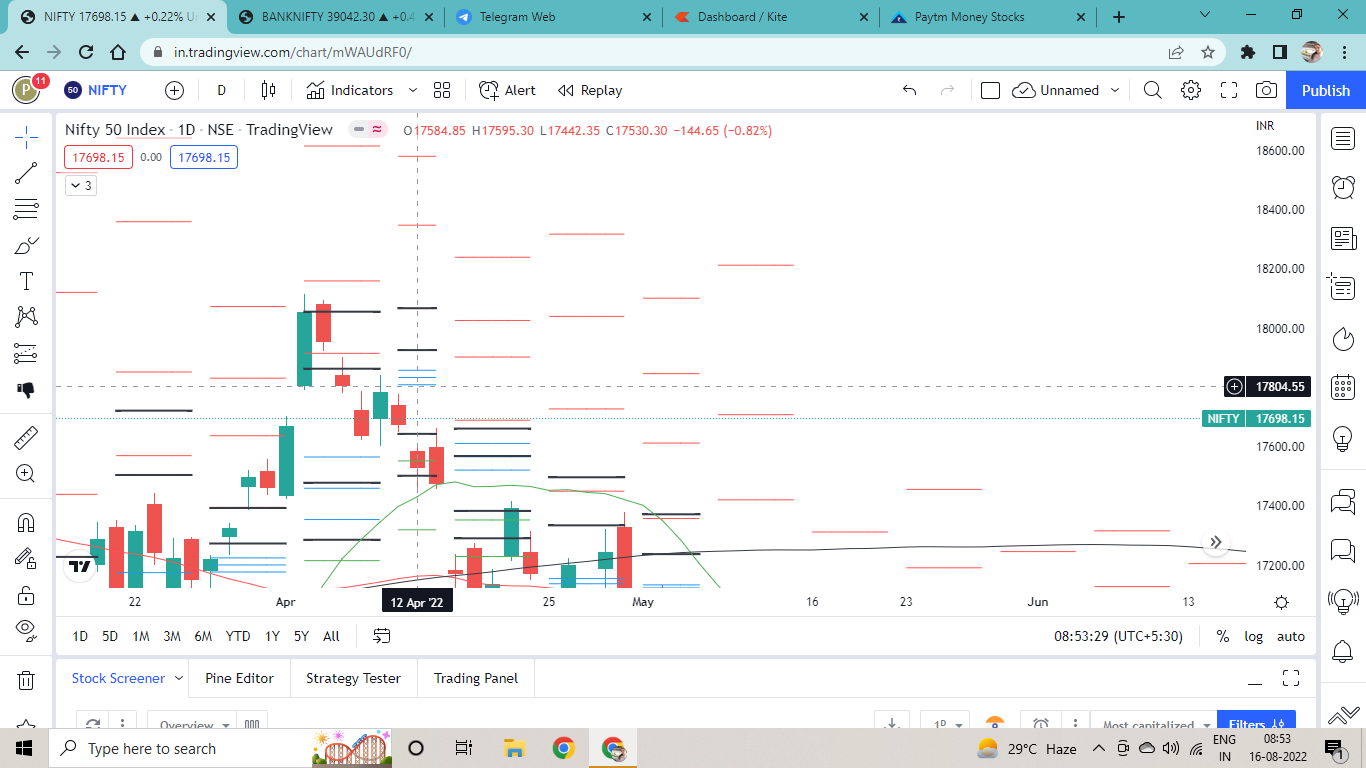 NIFTY 17698.15 ▲ +0.22% Un
BANKNIFTY 39042.30 ▲ +0.4
Telegram Web
Dashboard / Kite
Paytm Money Stocks
in.tradingview.com/chart/mWAUdRF0/
P 11
50 NIFTY
D
Indicators
Alert
Replay
Unnamed
Publish
Nifty 50 Index · 1D · NSE · TradingView
O17584.85 H17595.30 L17442.35 C17530.30 −144.65 (−0.82%)
INR
17698.15 0.00 17698.15
3
18600.00
18400.00
18200.00
18000.00
17804.55
NIFTY 17698.15
17600.00
17400.00
17200.00
22 Apr 12 Apr '22 25 May 16 23 Jun 13
1D 5D 1M 3M 6M YTD 1Y 5Y All
08:53:29 (UTC+5:30) % log auto
Stock Screener Pine Editor Strategy Tester Trading Panel
Overview 1D Most capitalized Filters
Type here to search
29°C Haze
ENG
IN
08:53
16-08-2022
1